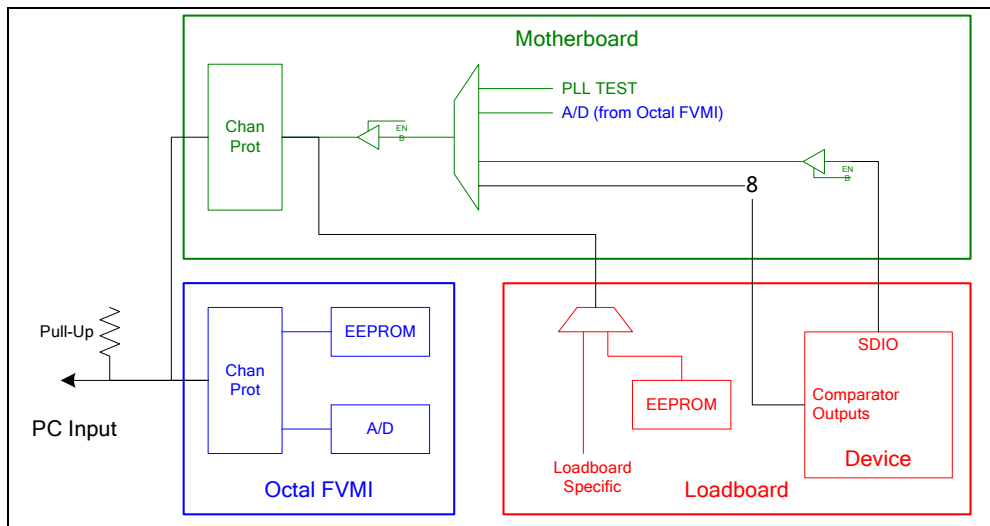 Motherboard
PLL TEST
A/D (from Octal FVMI)
Chan
Prot
EN
B
EN
B
8
Pull-Up
PC Input
Chan
Prot
EEPROM
A/D
Octal FVMI
EEPROM
Loadboard
Specific
SDIO
Comparator
Outputs
Device
Loadboard